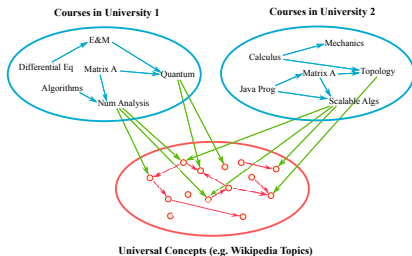 Courses in University 1
Courses in University 2
E&M
Differential Eq
Matrix A
Quantum
Algorithms
Num Analysis
Mechanics
Calculus
Matrix A
Topology
Java Prog
Scalable Algs
Universal Concepts (e.g. Wikipedia Topics)